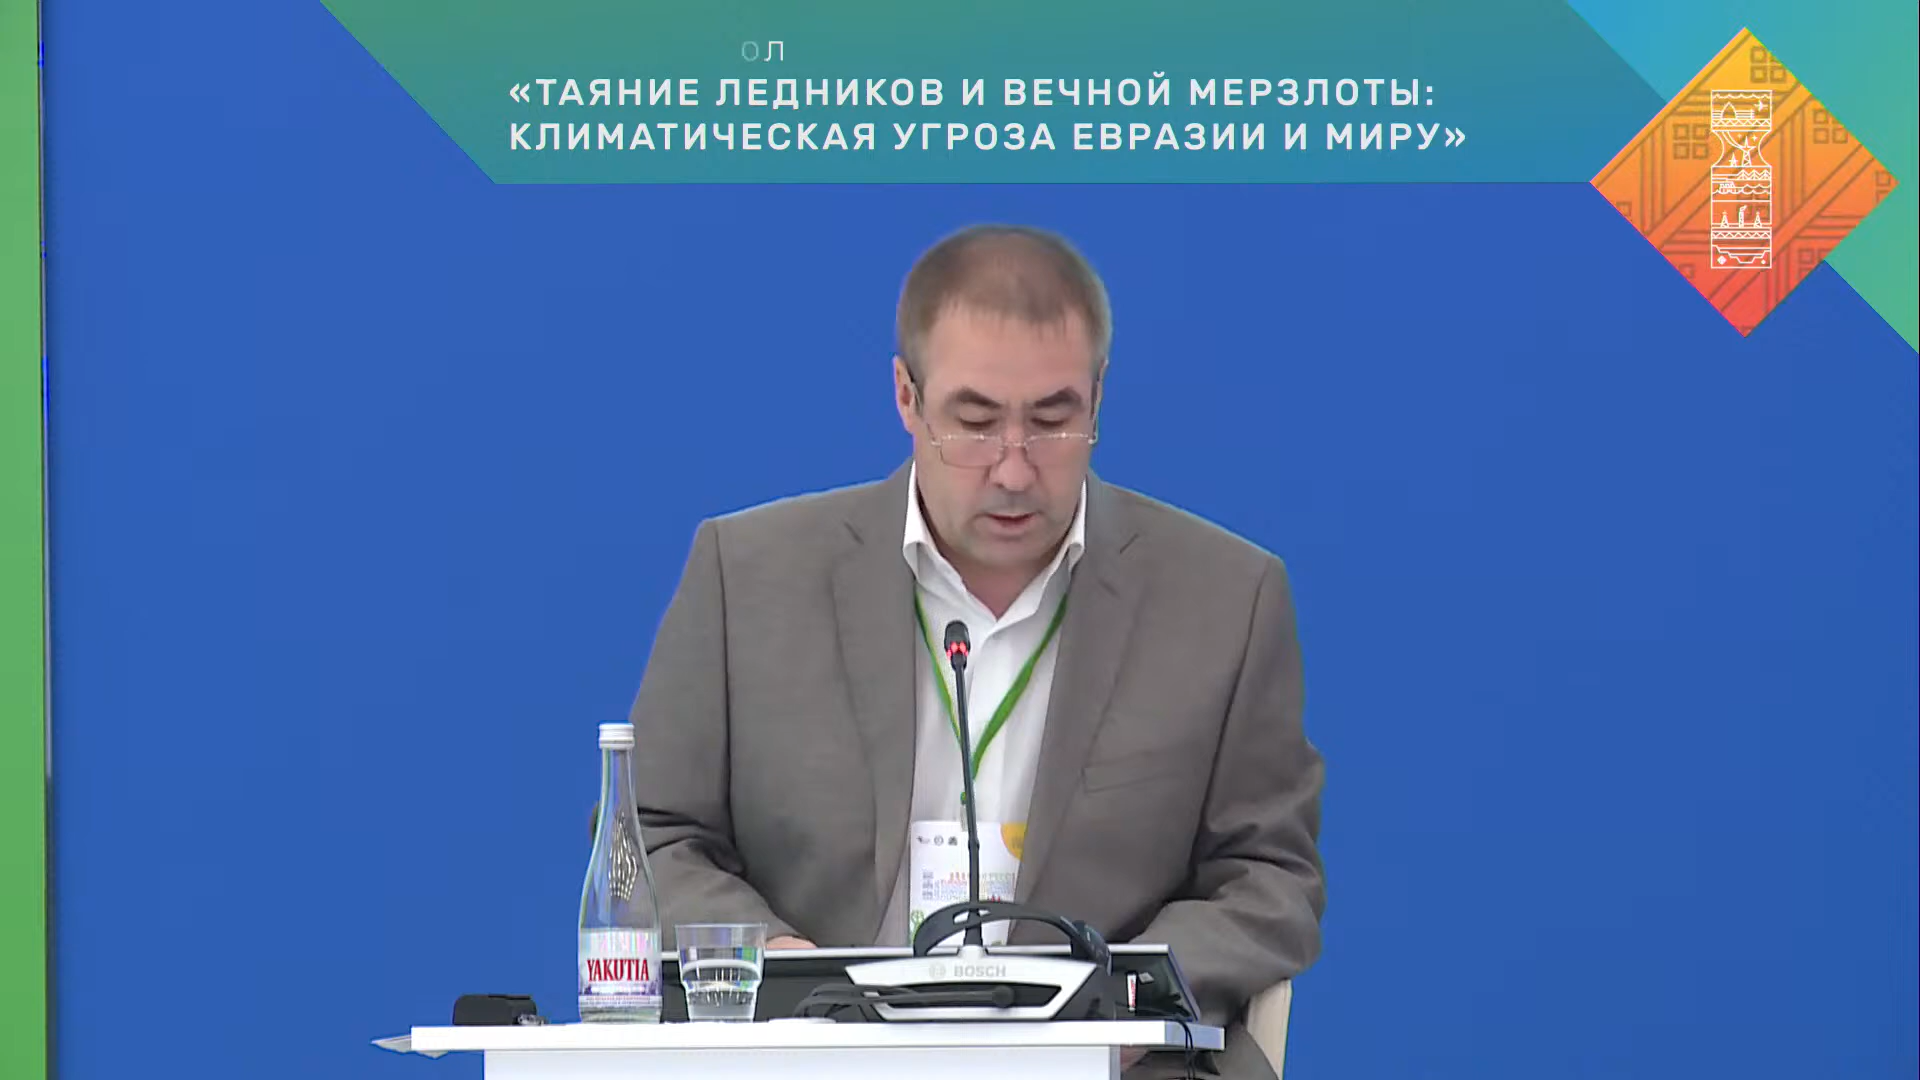 ОЛ
«ТАЯНИЕ ЛЕДНИКОВ И ВЕЧНОЙ МЕРЗЛОТЫ:
КЛИМАТИЧЕСКАЯ УГРОЗА ЕВРАЗИИ И МИРУ»
YAKUTIA
BOSCH